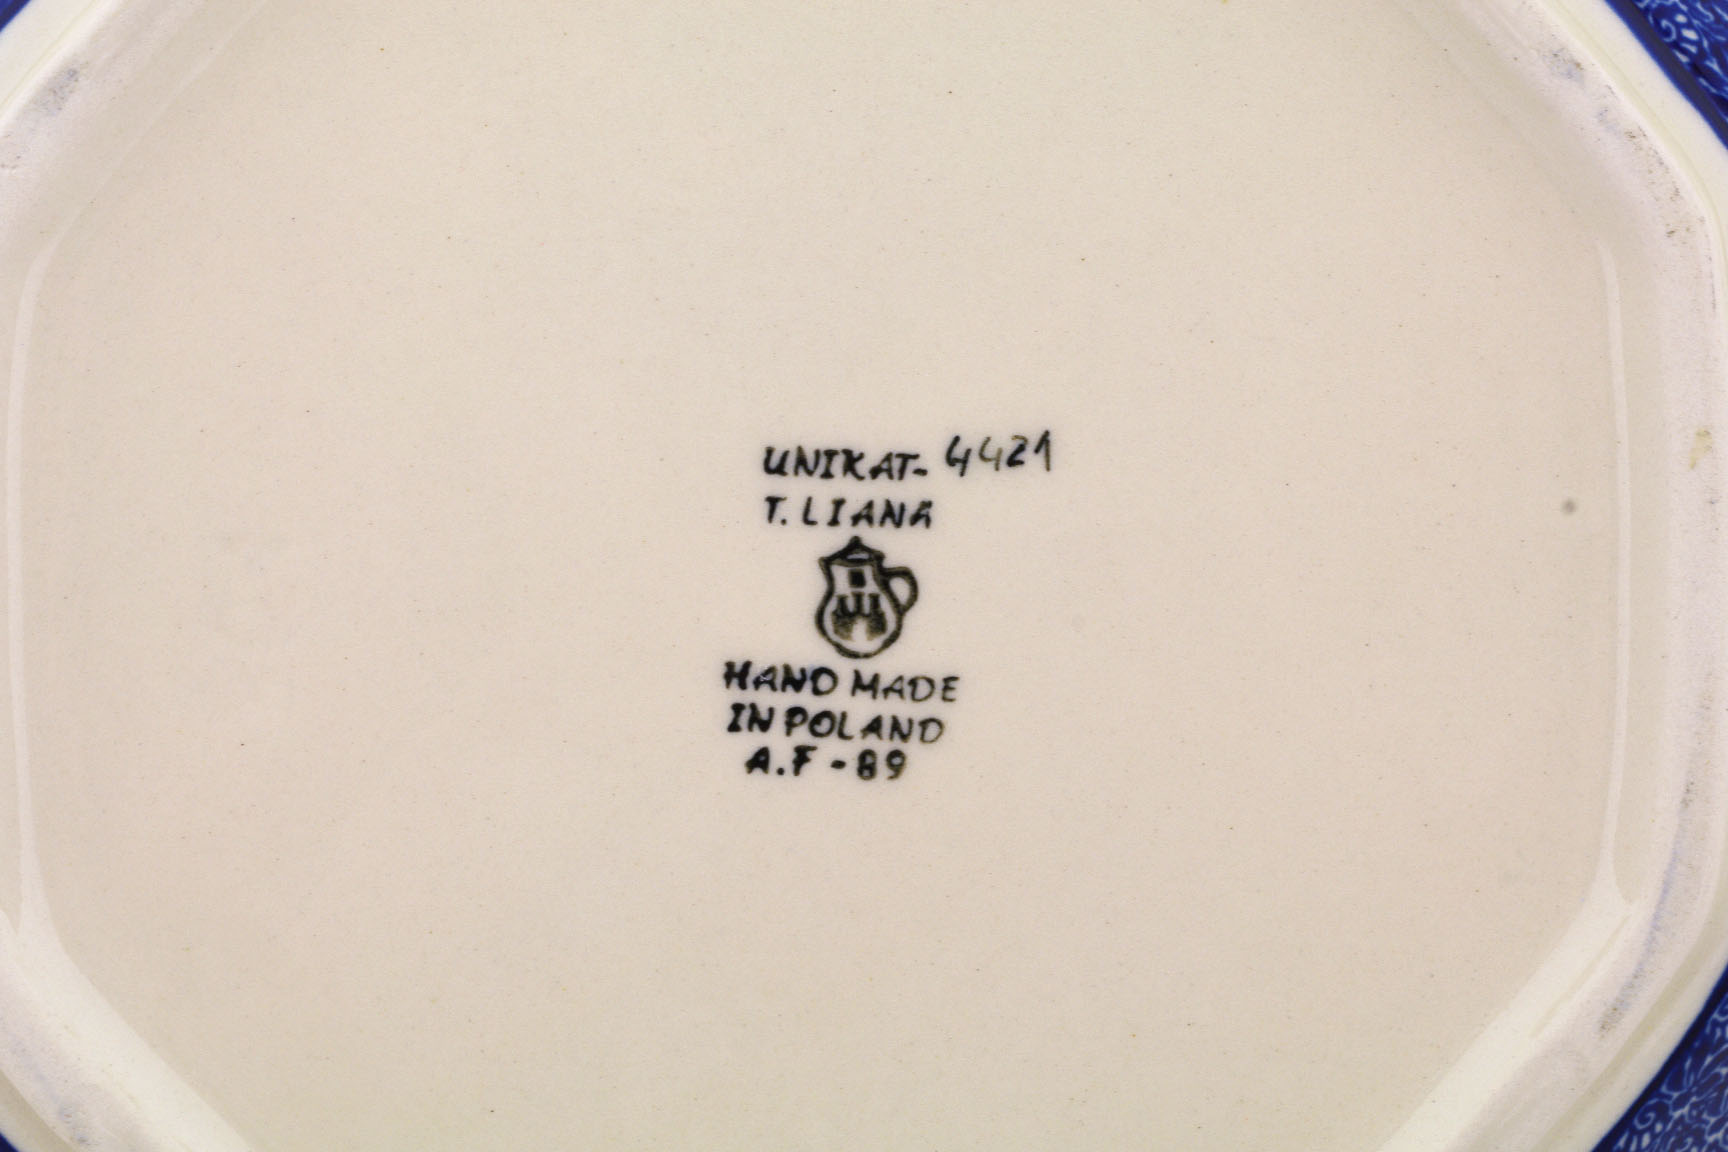 UNIKAT- 4421
T. LIANA
HAND MADE
IN POLAND
A.F - 89